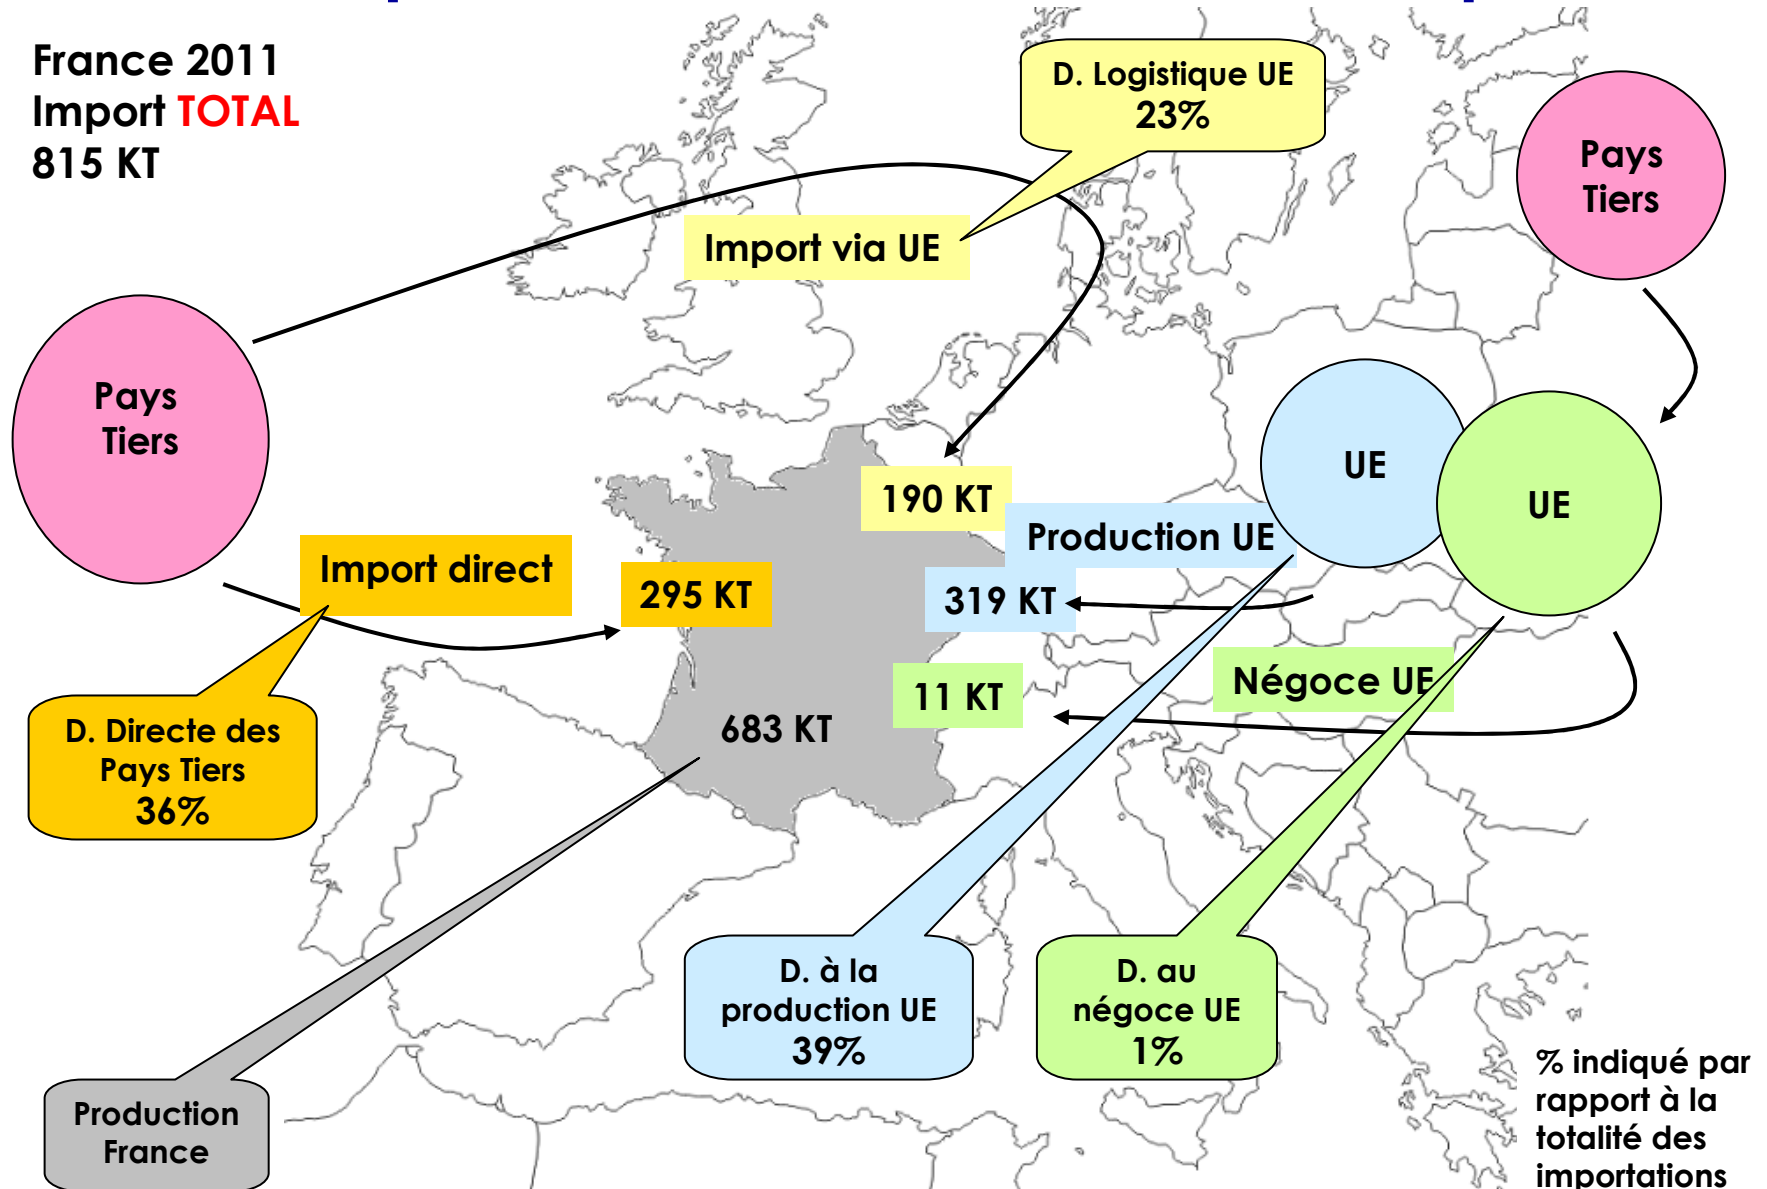 France 2011
Import TOTAL
815 KT
D. Logistique UE
23%
Pays
Tiers
Import via UE
Pays
Tiers
UE
UE
190 KT
Production UE
Import direct
295 KT
319 KT
Négoce UE
11 KT
683 KT
D. Directe des
Pays Tiers
36%
D. à la
production UE
39%
D. au
négoce UE
1%
Production
France
% indiqué par
rapport à la
totalité des
importations